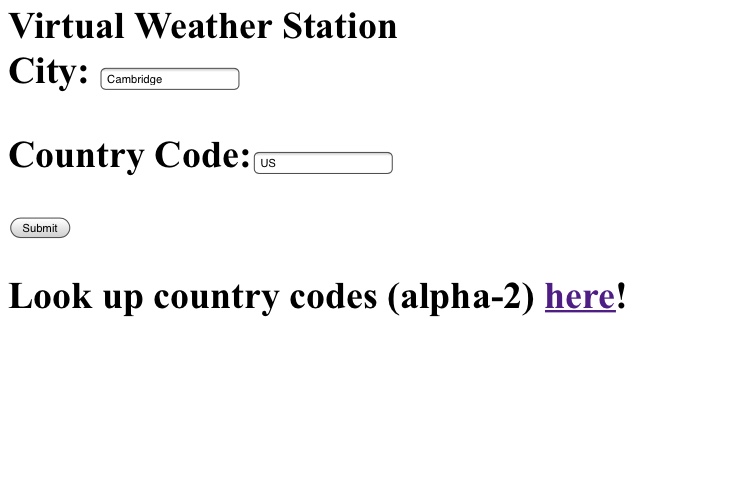 Virtual Weather Station
City: Cambridge
Country Code: US
Submit
Look up country codes (alpha-2) here!